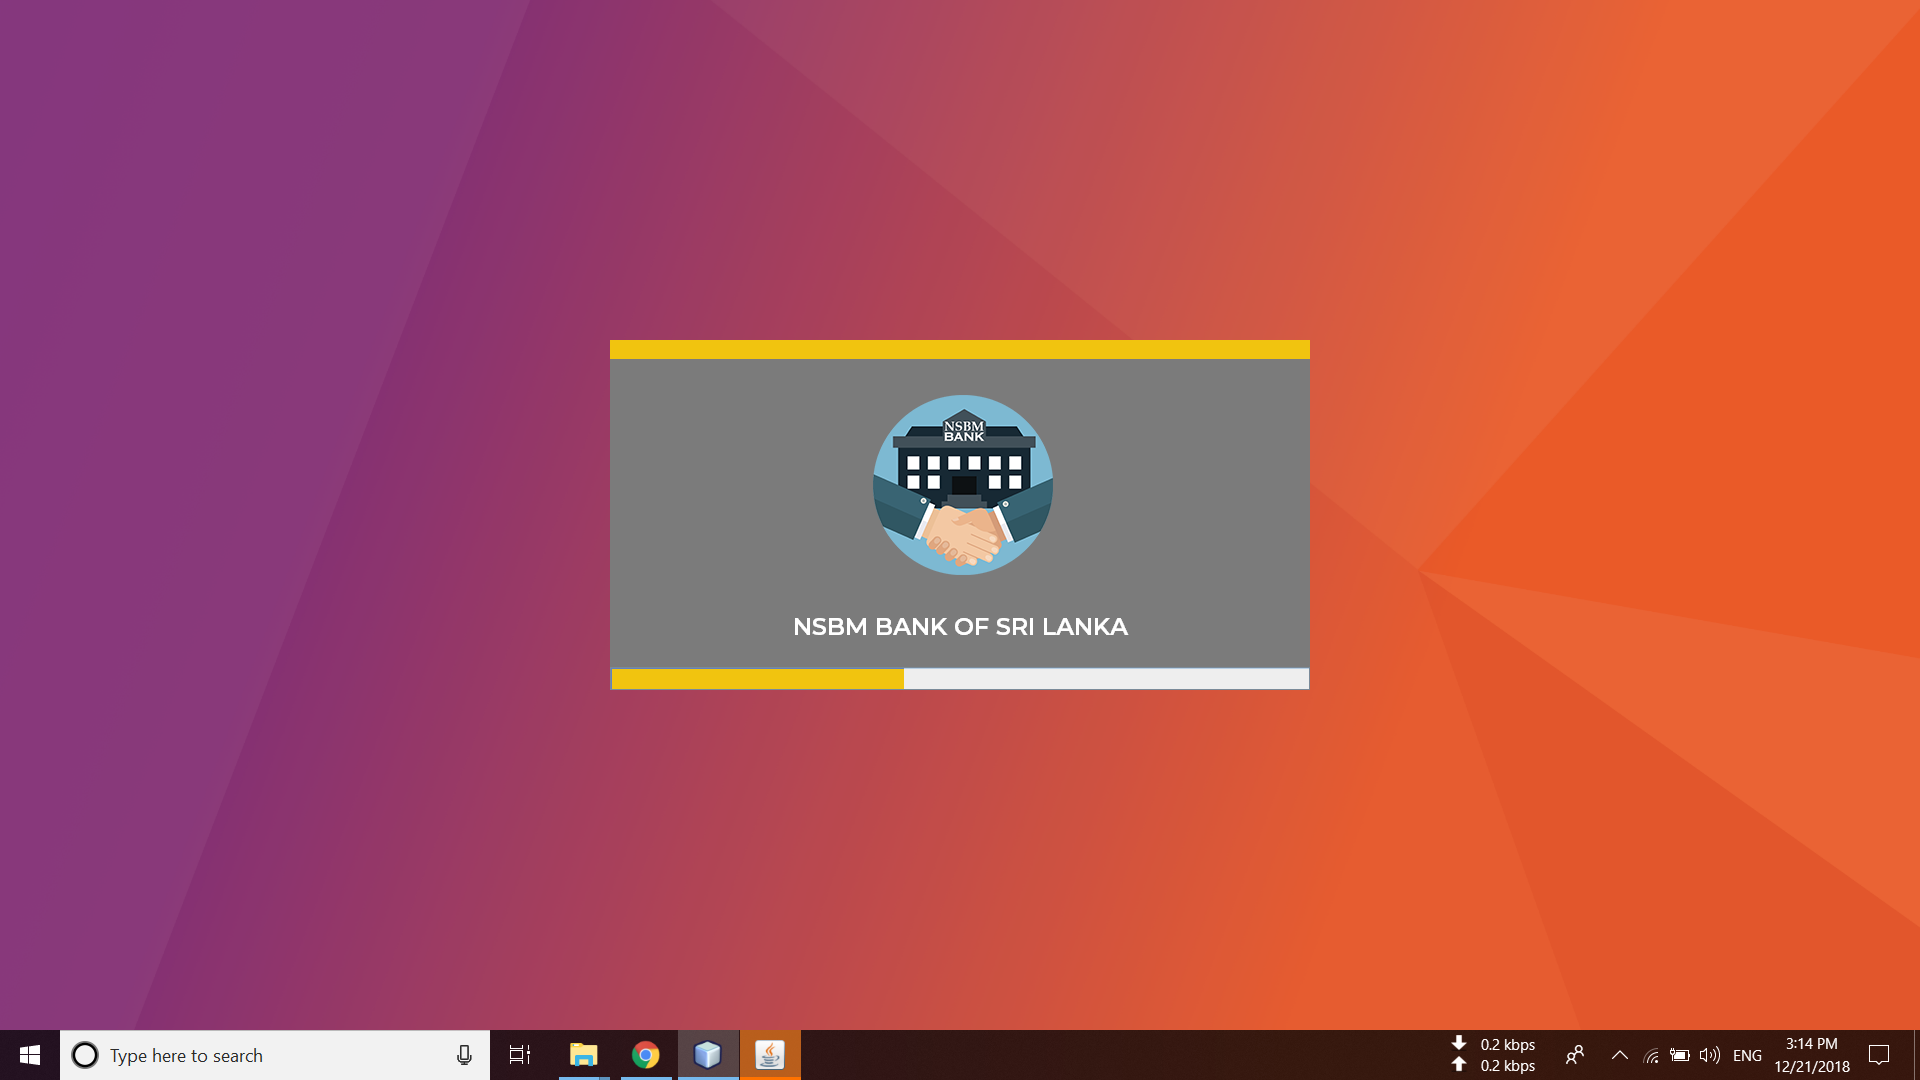 NSBM
BANK
NSBM BANK OF SRI LANKA
Type here to search
0.2 kbps
0.2 kbps
ENG
3:14 PM
12/21/2018